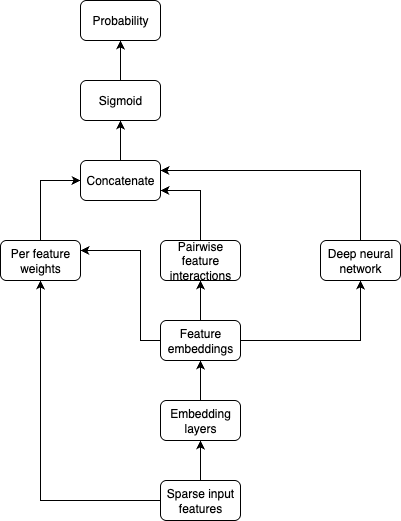 Probability
Sigmoid
Concatenate
Per feature
weights
Pairwise
feature
interactions
Deep neural
network
Feature
embeddings
Embedding
layers
Sparse input
features